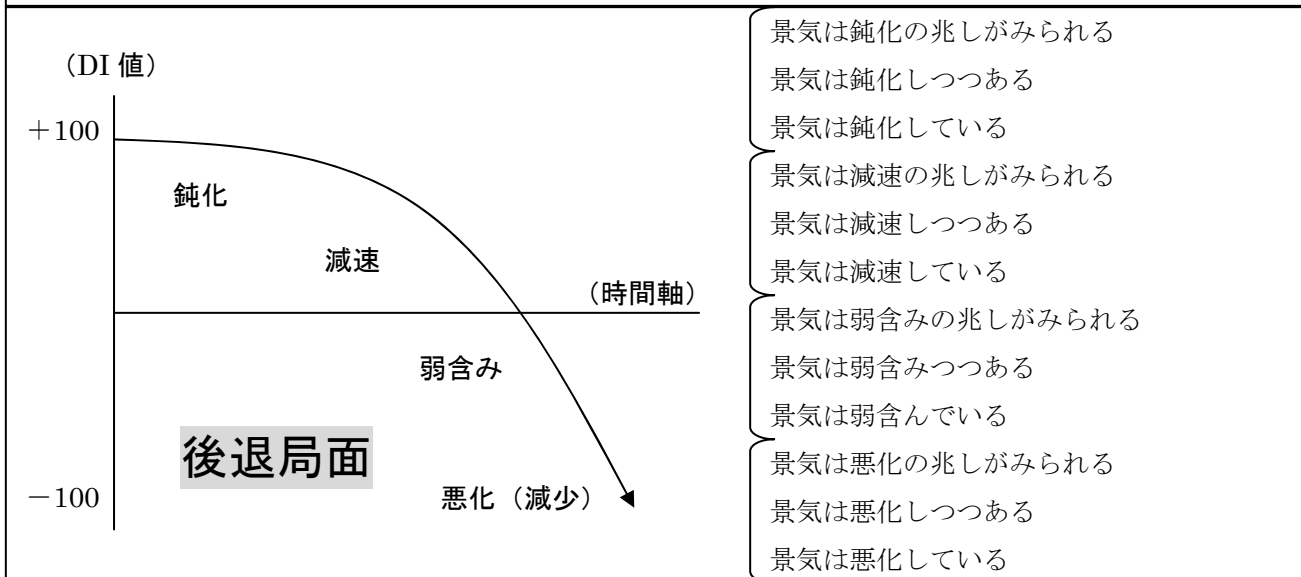 （DI 値）
＋100
鈍化
減速
（時間軸）
弱含み
後退局面
－100
悪化（減少）
景気は鈍化の兆しがみられる
景気は鈍化しつつある
景気は鈍化している
景気は減速の兆しがみられる
景気は減速しつつある
景気は減速している
景気は弱含みの兆しがみられる
景気は弱含みつつある
景気は弱含んでいる
景気は悪化の兆しがみられる
景気は悪化しつつある
景気は悪化している